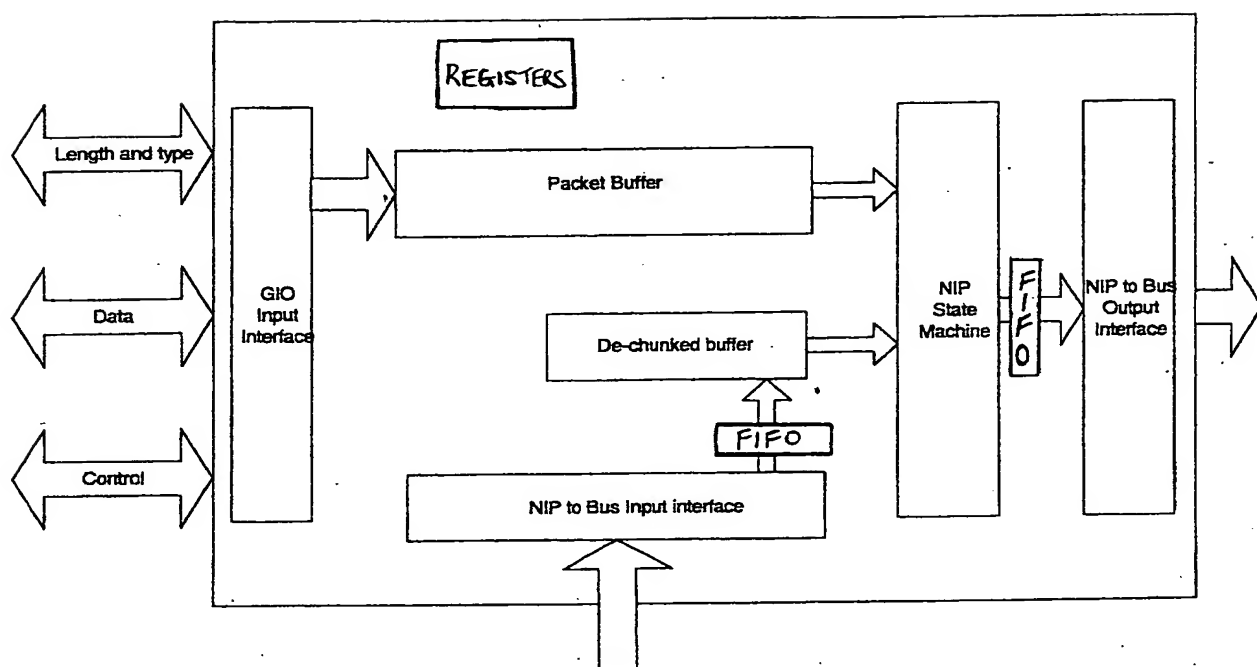 REGISTERS
Length and type
Packet Buffer
GIO
Input
Interface
Data
De-chunked buffer
NIP
State
Machine
FIFO
NIP to Bus
Output
Interface
FIFO
Control
NIP to Bus Input interface